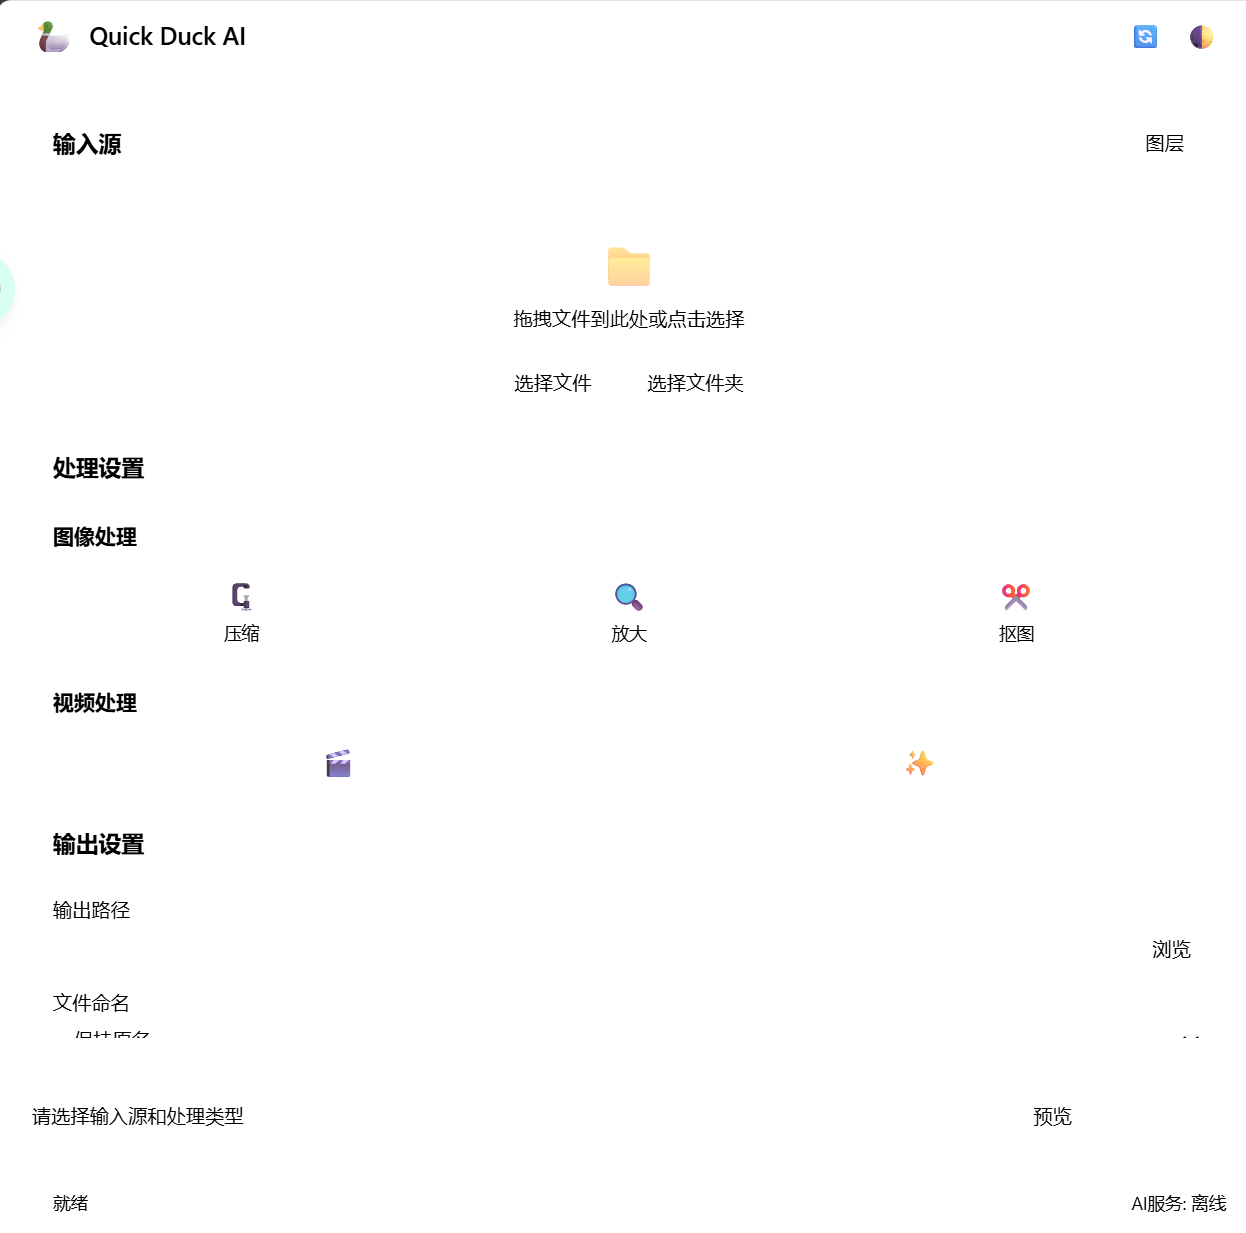 Quick Duck AI
输入源
图层
拖拽文件到此处或点击选择
选择文件 选择文件夹
处理设置
图像处理
压缩 放大 抠图
视频处理
输出设置
输出路径
浏览
文件命名
保持原名
请选择输入源和处理类型 预览
就绪 AI服务: 离线